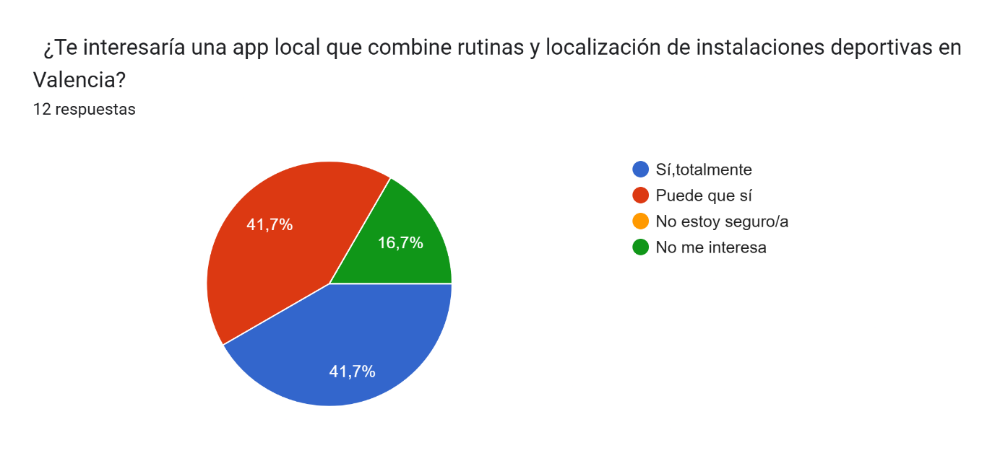 ¿Te interesaría una app local que combine rutinas y localización de instalaciones deportivas en
Valencia?
12 respuestas
41,7%
16,7%
41,7%
Sí,totalmente
Puede que sí
No estoy seguro/a
No me interesa